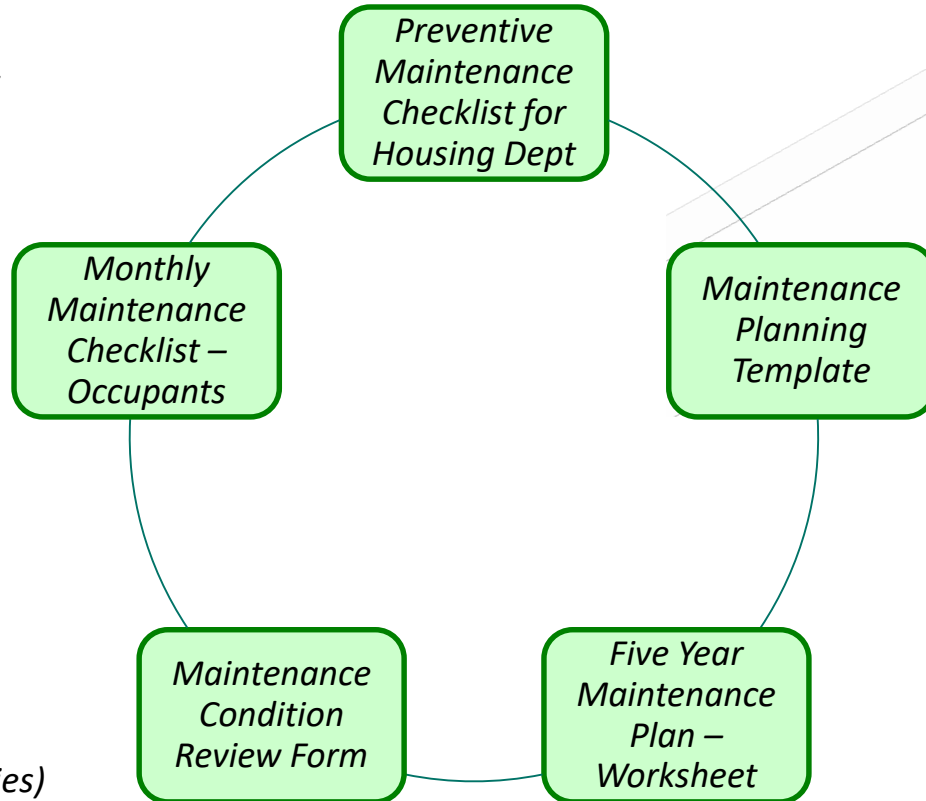 Preventive
Maintenance
Checklist for
Housing Dept
Monthly
Maintenance
Checklist –
Occupants
Maintenance
Planning
Template
Maintenance
Condition
Review Form
Five Year
Maintenance
Plan –
Worksheet
ies)